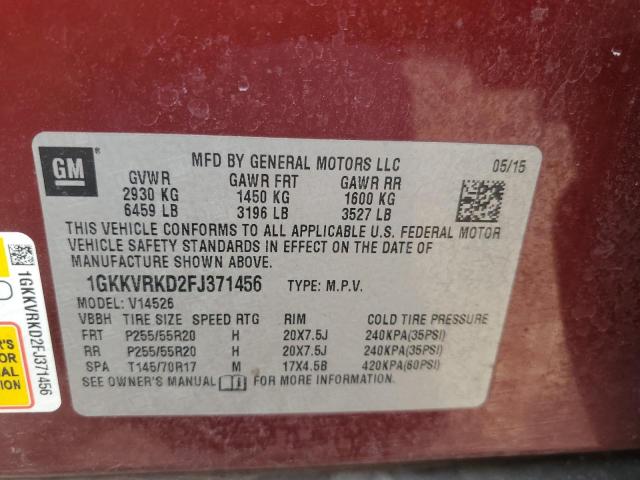 GM
®
MFD BY GENERAL MOTORS LLC
05/15
GVWR GAWR FRT GAWR RR
2930 KG 1450 KG 1600 KG
6459 LB 3196 LB 3527 LB
THIS VEHICLE CONFORMS TO ALL APPLICABLE U.S. FEDERAL MOTOR
VEHICLE SAFETY STANDARDS IN EFFECT ON THE DATE OF
MANUFACTURE SHOWN ABOVE.
1GKKVRKD2FJ371456 TYPE: M.P.V.
MODEL: V14526
VBBH TIRE SIZE SPEED RTG RIM COLD TIRE PRESSURE
FRT P255/55R20 H 20X7.5J 240KPA(35PSI)
RR P255/55R20 H 20X7.5J 240KPA(35PSI)
SPA T145/70R17 M 17X4.5B 420KPA(60PSI)
SEE OWNER'S MANUAL FOR MORE INFORMATION.
1GKKVRKD2FJ371456